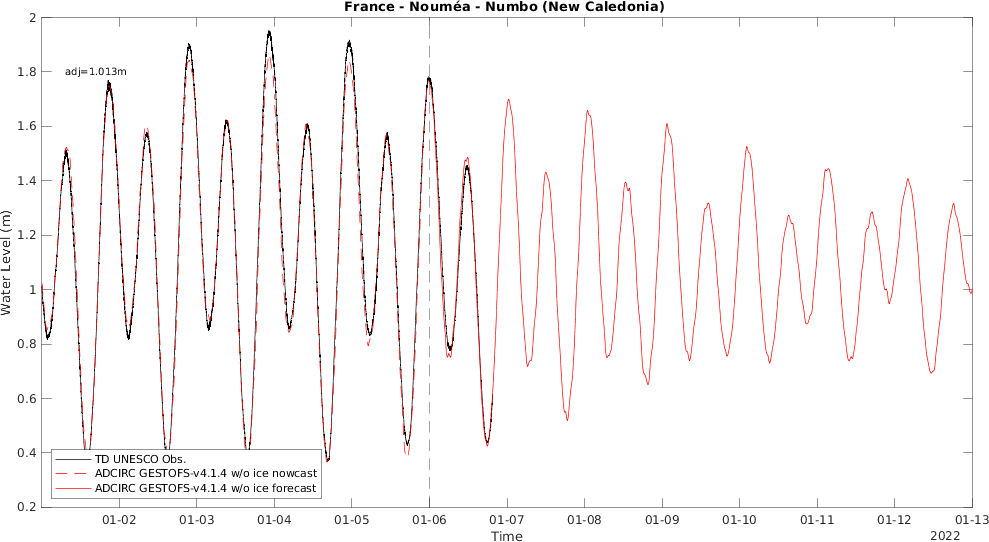 France - Nouméa - Numbo (New Caledonia)
2
1.8
1.6
1.4
1.2
1
0.8
0.6
0.4
0.2
Water Level (m)
adj=1.013m
TD UNESCO Obs.
ADCIRC GESTOFS-v4.1.4 w/o ice nowcast
ADCIRC GESTOFS-v4.1.4 w/o ice forecast
01-02 01-03 01-04 01-05 01-06 01-07 01-08 01-09 01-10 01-11 01-12 01-13
Time
2022